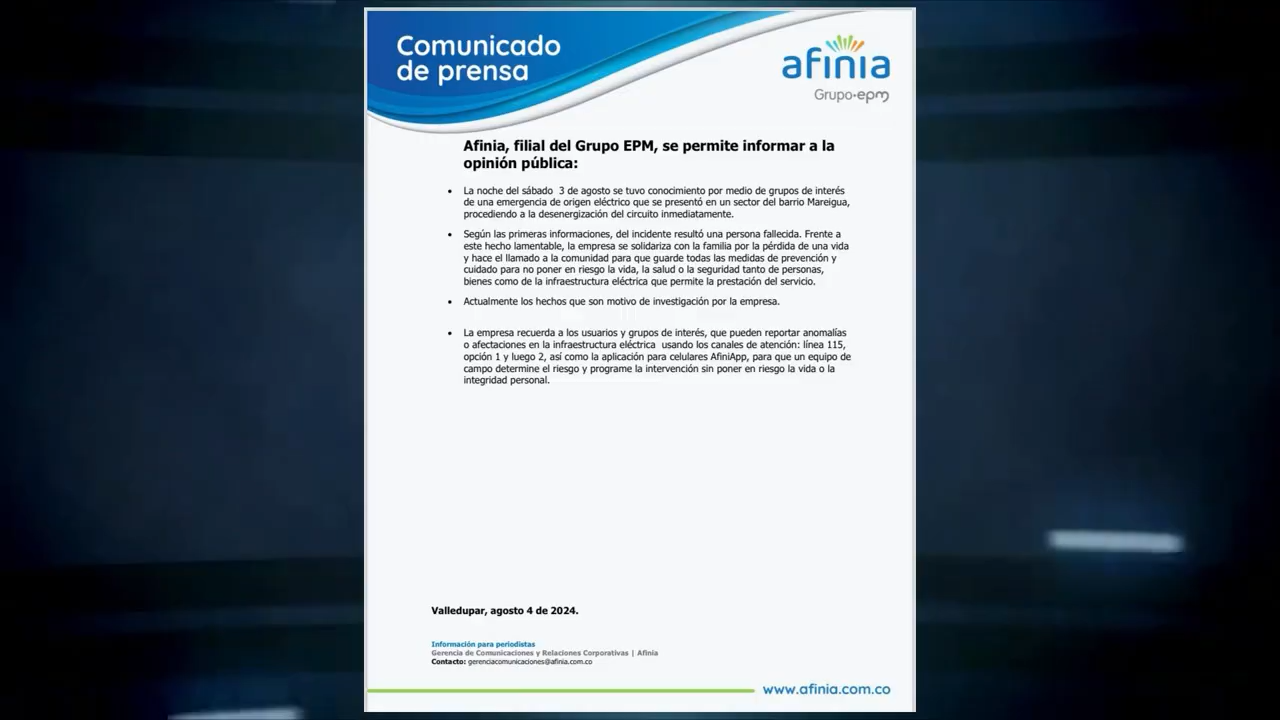 Comunicado
de prensa
afinia
Grupo·epm
Afinia, filial del Grupo EPM, se permite informar a la
opinión pública:
• La noche del sábado 3 de agosto se tuvo conocimiento por medio de grupos de interés
de una emergencia de origen eléctrico que se presentó en un sector del barrio Mareigua,
procediendo a la desenergización del circuito inmediatamente.
• Según las primeras informaciones, del incidente resultó una persona fallecida. Frente a
este hecho lamentable, la empresa se solidariza con la familia por la pérdida de una vida
y hace el llamado a la comunidad para que guarde todas las medidas de prevención y
cuidado para no poner en riesgo la vida, la salud o la seguridad tanto de personas,
bienes como de la infraestructura eléctrica que permite la prestación del servicio.
• Actualmente los hechos que son motivo de investigación por la empresa.
• La empresa recuerda a los usuarios y grupos de interés, que pueden reportar anomalías
o afectaciones en la infraestructura eléctrica usando los canales de atención: línea 115,
opción 1 y luego 2, así como la aplicación para celulares AfiniApp, para que un equipo de
campo determine el riesgo y programe la intervención sin poner en riesgo la vida o la
integridad personal.
Valledupar, agosto 4 de 2024.
Información para periodistas
Gerencia de Comunicaciones y Relaciones Corporativas | Afinia
Contacto: gerenciacomunicaciones@afinia.com.co
www.afinia.com.co